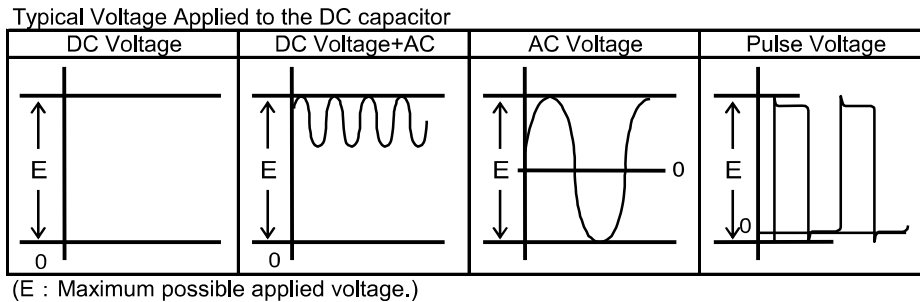 Typical Voltage Applied to the DC capacitor
DC Voltage DC Voltage+AC AC Voltage Pulse Voltage
E E E 0 E
0
0 0
(E : Maximum possible applied voltage.)